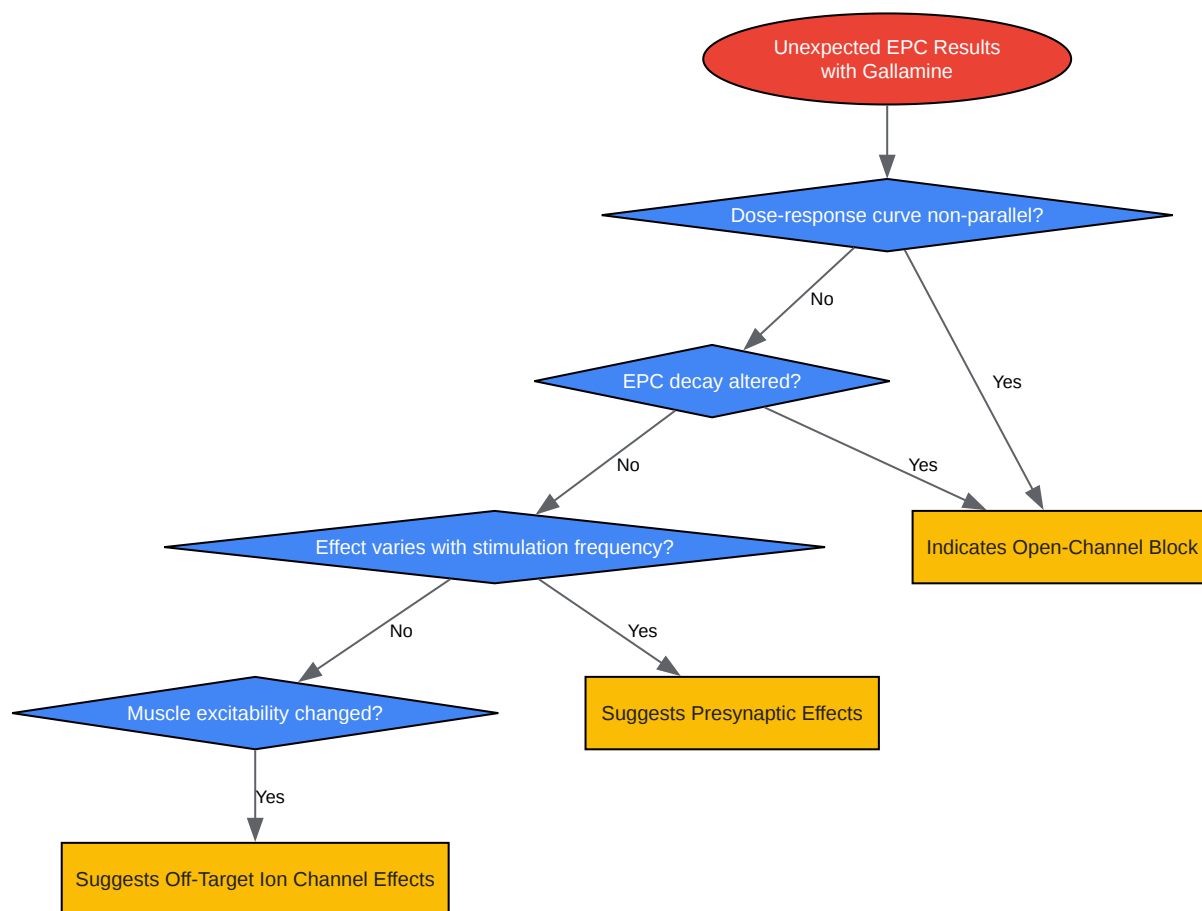 Unexpected EPC Results
with Gallamine
Dose-response curve non-parallel?
No
Yes
EPC decay altered?
No
Yes
Effect varies with stimulation frequency?
Indicates Open-Channel Block
No
Yes
Muscle excitability changed?
Suggests Presynaptic Effects
Yes
Suggests Off-Target Ion Channel Effects